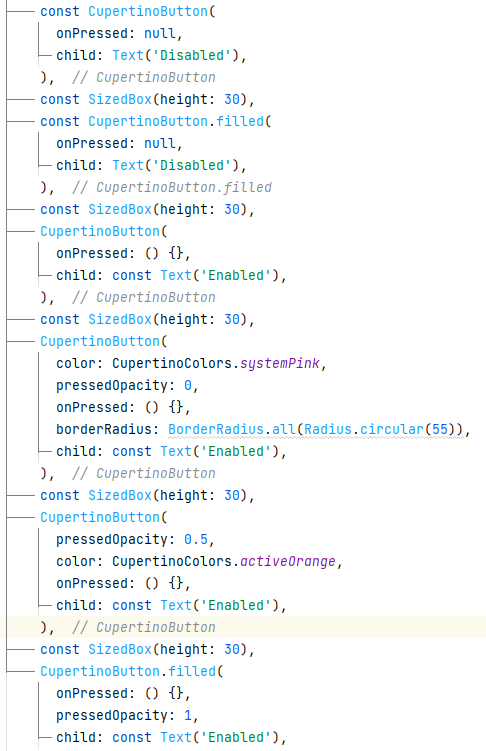 const CupertinoButton(
onPressed: null,
child: Text('Disabled'),
), // CupertinoButton
const SizedBox(height: 30),
const CupertinoButton.filled(
onPressed: null,
child: Text('Disabled'),
), // CupertinoButton.filled
const SizedBox(height: 30),
CupertinoButton(
onPressed: () {},
child: const Text('Enabled'),
), // CupertinoButton
const SizedBox(height: 30),
CupertinoButton(
color: CupertinoColors.systemPink,
pressedOpacity: 0,
onPressed: () {},
borderRadius: BorderRadius.all(Radius.circular(55)),
child: const Text('Enabled'),
), // CupertinoButton
const SizedBox(height: 30),
CupertinoButton(
pressedOpacity: 0.5,
color: CupertinoColors.activeOrange,
onPressed: () {},
child: const Text('Enabled'),
), // CupertinoButton
const SizedBox(height: 30),
CupertinoButton.filled(
onPressed: () {},
pressedOpacity: 1,
child: const Text('Enabled'),